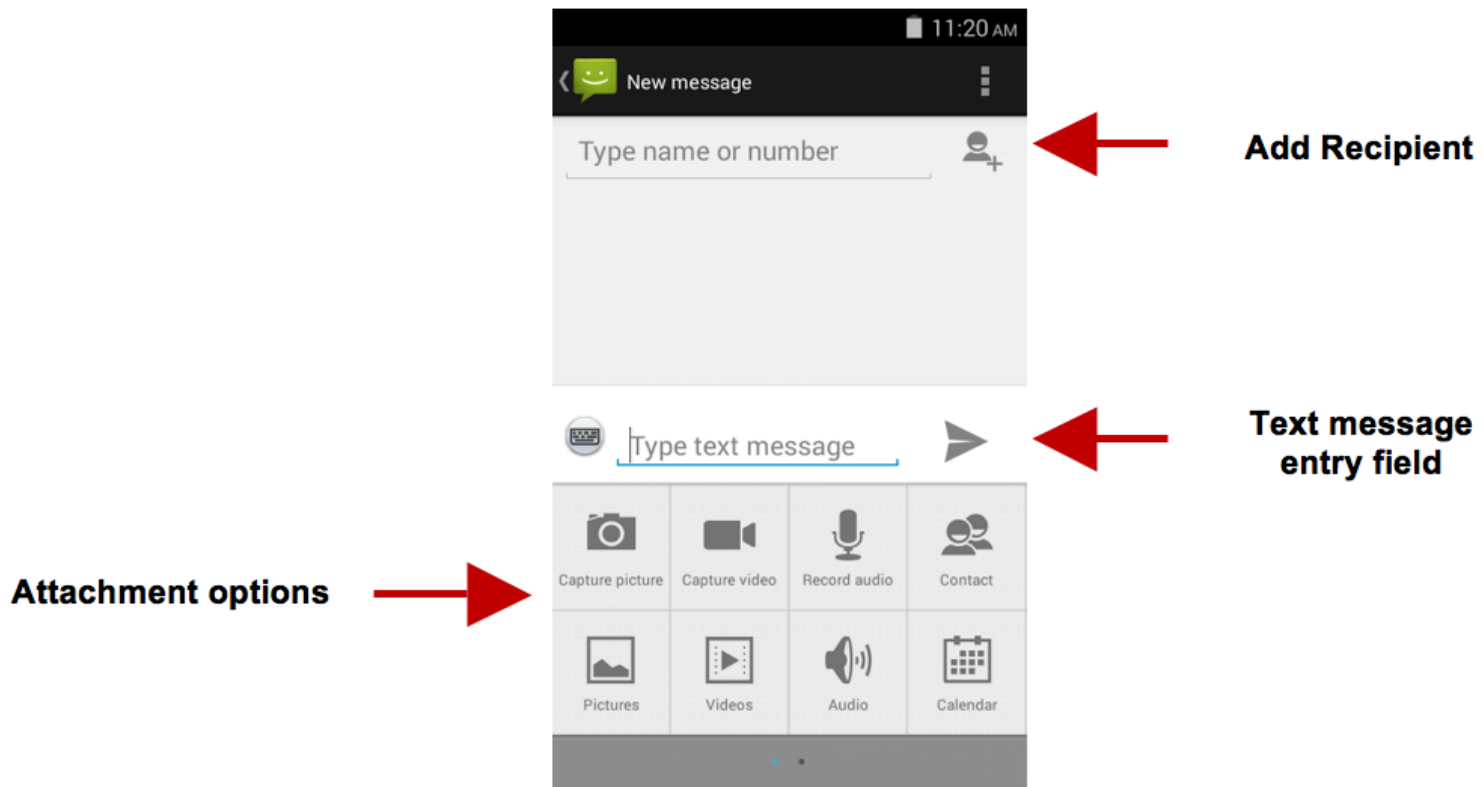 11:20 AM
New message
Type name or number
Add Recipient
Type text message
Text message
entry field
Capture picture
Capture video
Record audio
Contact
Attachment options
Pictures
Videos
Audio
Calendar